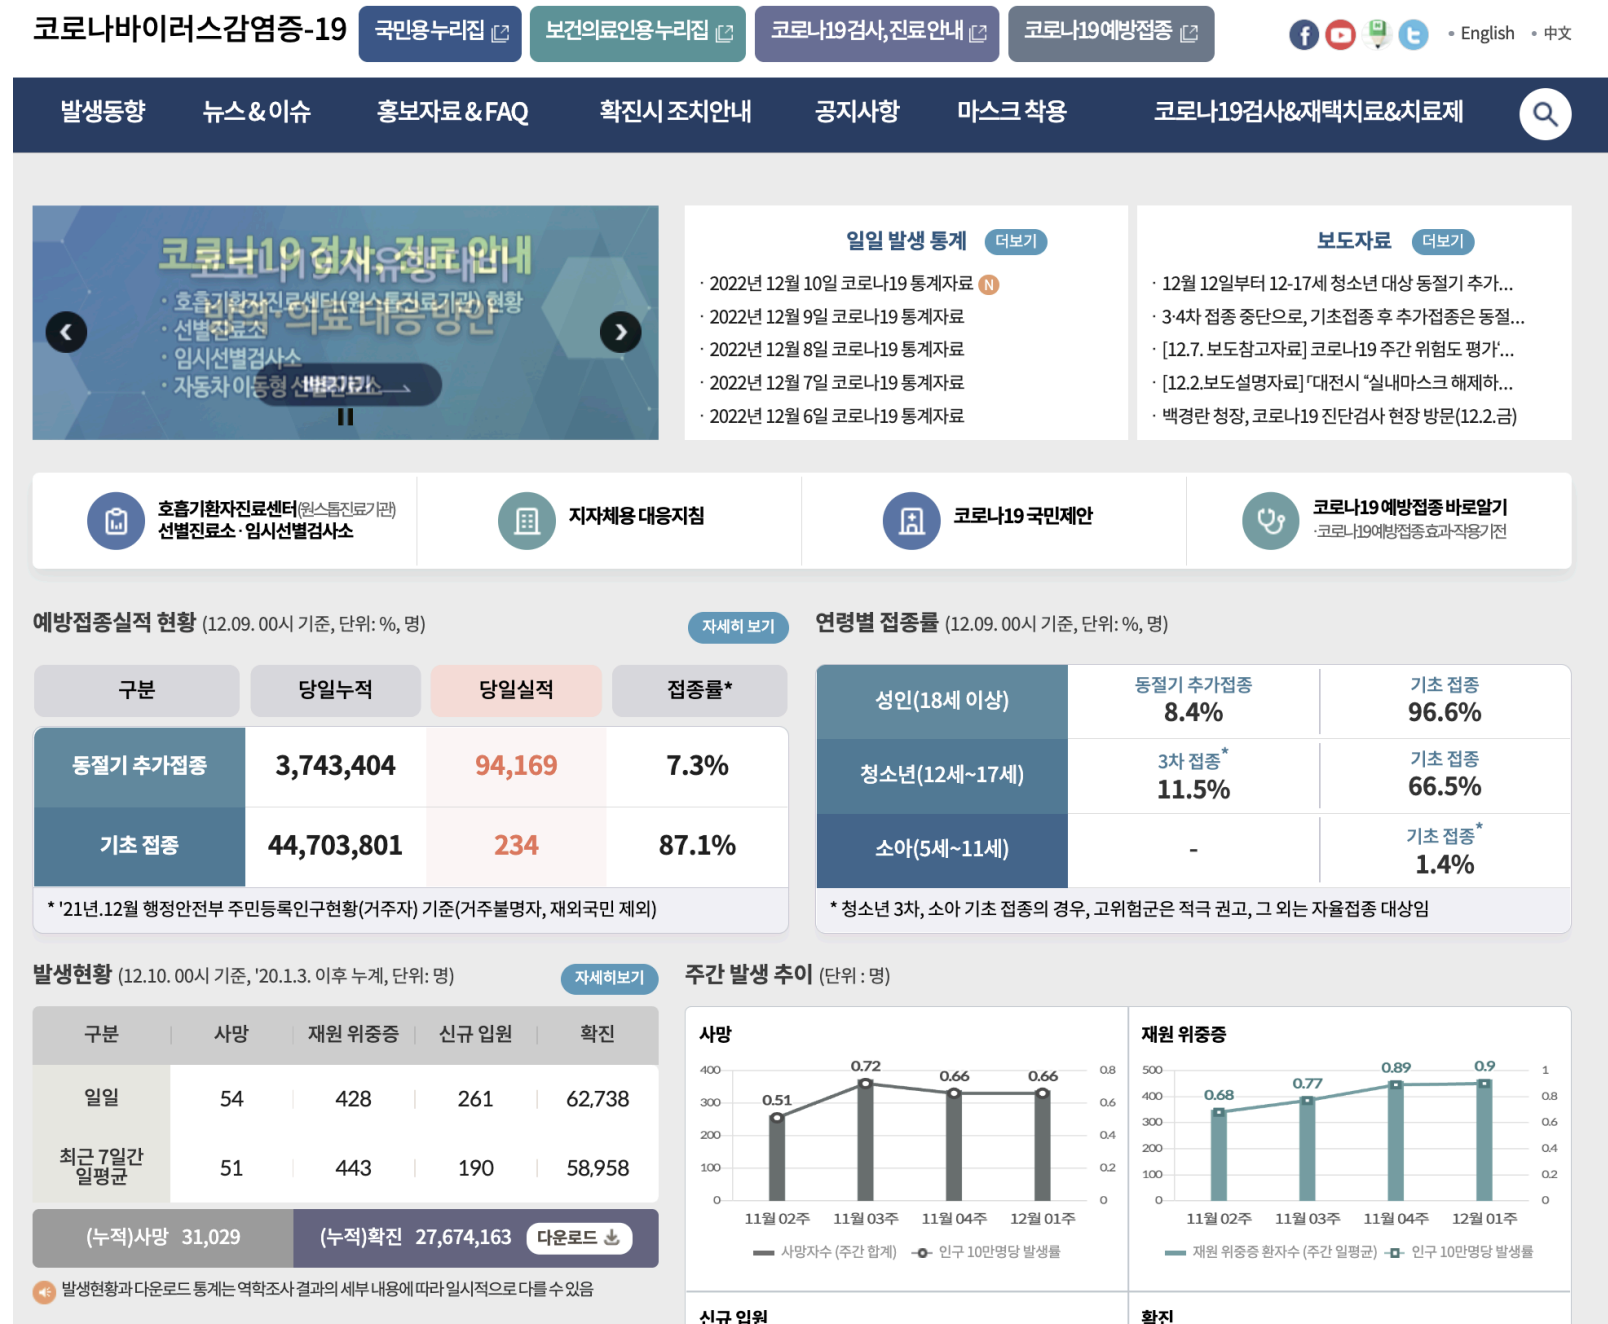 코로나바이러스감염증-19
국민용 누리집
보건의료인용 누리집
코로나19 검사, 진료 안내
코로나19 예방접종
English
中文
발생동향
뉴스 & 이슈
홍보자료 & FAQ
확진시 조치안내
공지사항
마스크 착용
코로나19검사&재택치료&치료제
코로나19 검사, 진료 안내
· 호흡기환자진료센터(원스톱진료기관) 현황
· 선별진료소
· 임시선별검사소
· 자동차 이동형 선별진료소
일일 발생 통계 더보기
· 2022년 12월 10일 코로나19 통계자료 N
· 2022년 12월 9일 코로나19 통계자료
· 2022년 12월 8일 코로나19 통계자료
· 2022년 12월 7일 코로나19 통계자료
· 2022년 12월 6일 코로나19 통계자료
보도자료 더보기
· 12월 12일부터 12-17세 청소년 대상 동절기 추가...
· 3·4차 접종 중단으로, 기초접종 후 추가접종은 동절...
· [12.7. 보도참고자료] 코로나19 주간 위험도 평가‘...
· [12.2.보도설명자료]「대전시 “실내마스크 해제하...
· 백경란 청장, 코로나19 진단검사 현장 방문(12.2.금)
호흡기환자진료센터(원스톱진료기관)
선별진료소 · 임시선별검사소
지자체용 대응지침
코로나19 국민제안
코로나19 예방접종 바로알기
·코로나19예방접종 효과·작용기전
예방접종실적 현황 (12.09. 00시 기준, 단위: %, 명) 자세히 보기
구분 당일누적 당일실적 접종률*
동절기 추가접종 3,743,404 94,169 7.3%
기초 접종 44,703,801 234 87.1%
* '21년.12월 행정안전부 주민등록인구현황(거주자) 기준(거주불명자, 재외국민 제외)
연령별 접종률 (12.09. 00시 기준, 단위: %, 명)
성인(18세 이상)
동절기 추가접종
8.4%
기초 접종
96.6%
청소년(12세~17세)
3차 접종*
11.5%
기초 접종
66.5%
소아(5세~11세)
-
기초 접종*
1.4%
* 청소년 3차, 소아 기초 접종의 경우, 고위험군은 적극 권고, 그 외는 자율접종 대상임
발생현황 (12.10. 00시 기준, '20.1.3. 이후 누계, 단위: 명) 자세히보기
구분 사망 재원 위중증 신규 입원 확진
일일 54 428 261 62,738
최근 7일간
일평균 51 443 190 58,958
(누적)사망 31,029 (누적)확진 27,674,163 다운로드
발생현황과 다운로드 통계는 역학조사 결과의 세부 내용에 따라 일시적으로 다를 수 있음
주간 발생 추이 (단위 : 명)
사망
400 0.8
300 0.6
200 0.4
100 0.2
0 0
0.51 0.72 0.66 0.66
11월 02주 11월 03주 11월 04주 12월 01주
사망자수 (주간 합계) 인구 10만명당 발생률
재원 위중증
500 1
400 0.8
300 0.6
200 0.4
100 0.2
0 0
0.68 0.77 0.89 0.9
11월 02주 11월 03주 11월 04주 12월 01주
재원 위중증 환자수 (주간 일평균) 인구 10만명당 발생률
신규 입원
확진